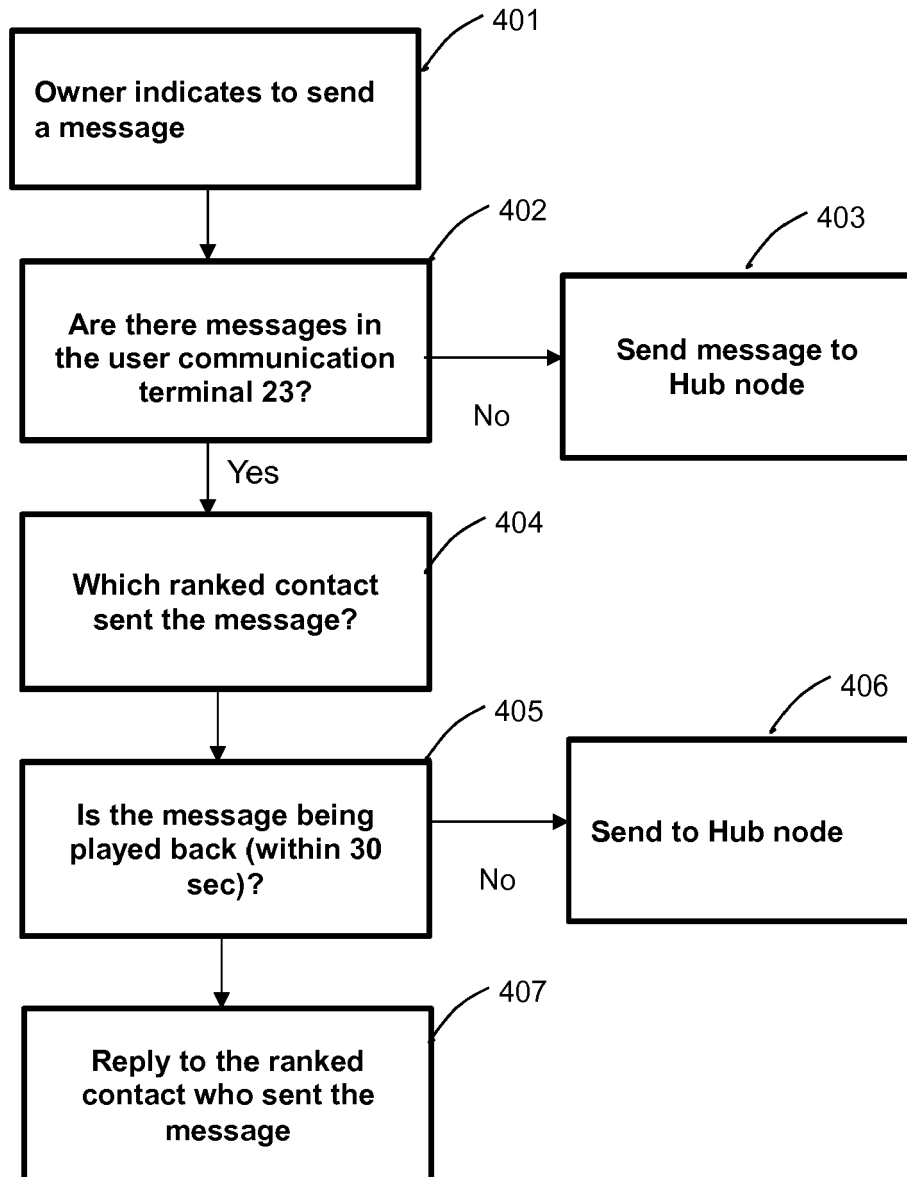 401
Owner indicates to send
a message
402
Are there messages in
the user communication
terminal 23?
403
Send message to
Hub node
No
Yes
404
Which ranked contact
sent the message?
405
Is the message being
played back (within 30
sec)?
406
Send to Hub node
No
407
Reply to the ranked
contact who sent the
message